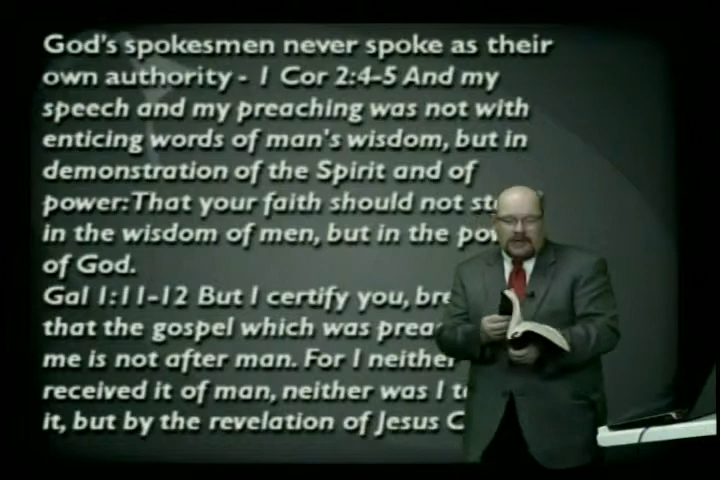 God's spokesmen never spoke as their
own authority - 1 Cor 2:4-5 And my
speech and my preaching was not with
enticing words of man's wisdom, but in
demonstration of the Spirit and of
power:That your faith should not
in the wisdom of men, but in the
of God.
Gal 1:11-12 But I certify you,
that the gospel which was
me is not after man. For I neither
received it of man, neither was I
it, but by the revelation of Jesus